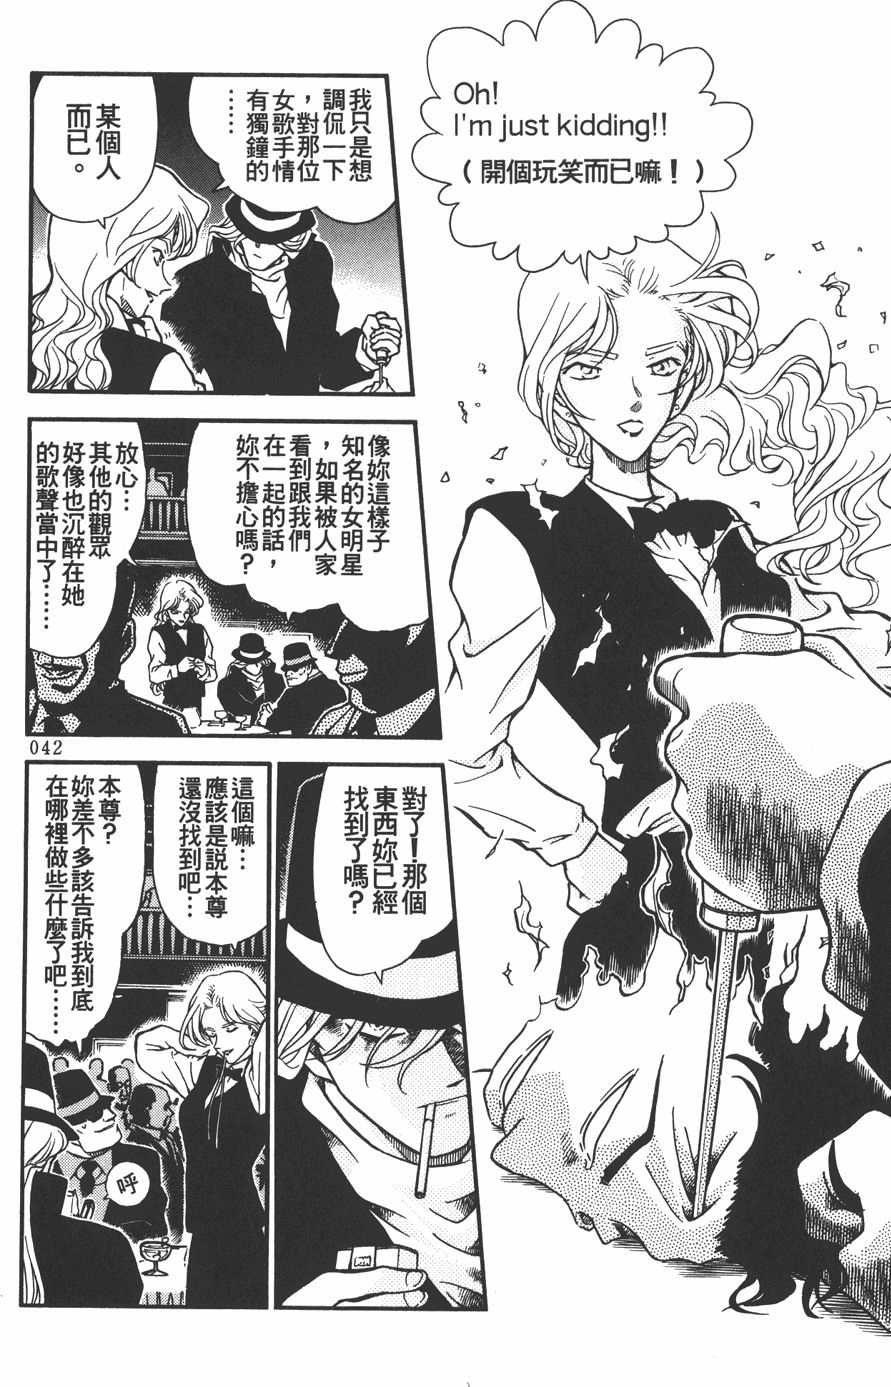 Oh!
I'm just kidding!!
(開個玩笑而已嘛！)
我只是想
調侃一下
，對那位
女歌手情
有獨鐘的
……
某個人
而已。
像妳這樣子
知名的女明星
，如果被人家
看到跟我們
在一起的話，
妳不擔心嗎？
放心…
其他的觀眾
好像也沉醉在她
的歌聲當中了……
042
對了！那個
東西妳已經
找到了嗎？
這個嘛…
應該是說本尊
還沒找到吧…
本尊？
妳差不多該告訴我到底
在哪裡做些什麼了吧……
呼